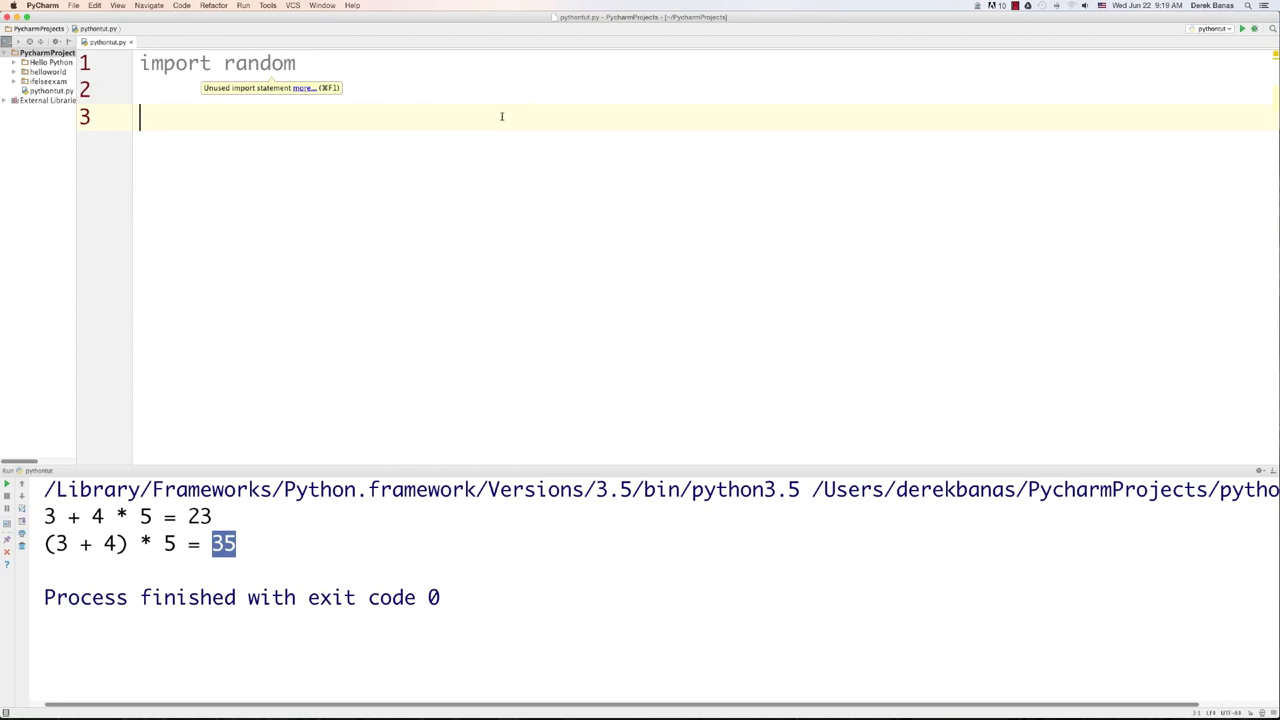 PyCharm File Edit View Navigate Code Refactor Run Tools VCS Window Help
10 Wed Jun 22 9:19 AM Derek Banas
pythontut.py - PycharmProjects - [~/PycharmProjects]
PycharmProjects pythontut.py
pythontut
pythontut.py
PycharmProject
Hello Python
helloworld
ifelseexam
pythontut.py
External Librarie
1 import random
Unused import statement more... (⌘F1)
2
3
Run pythontut
/Library/Frameworks/Python.framework/Versions/3.5/bin/python3.5 /Users/derekbanas/PycharmProjects/pytho
3 + 4 * 5 = 23
(3 + 4) * 5 = 35
Process finished with exit code 0
3:1 LF÷ UTF-8÷